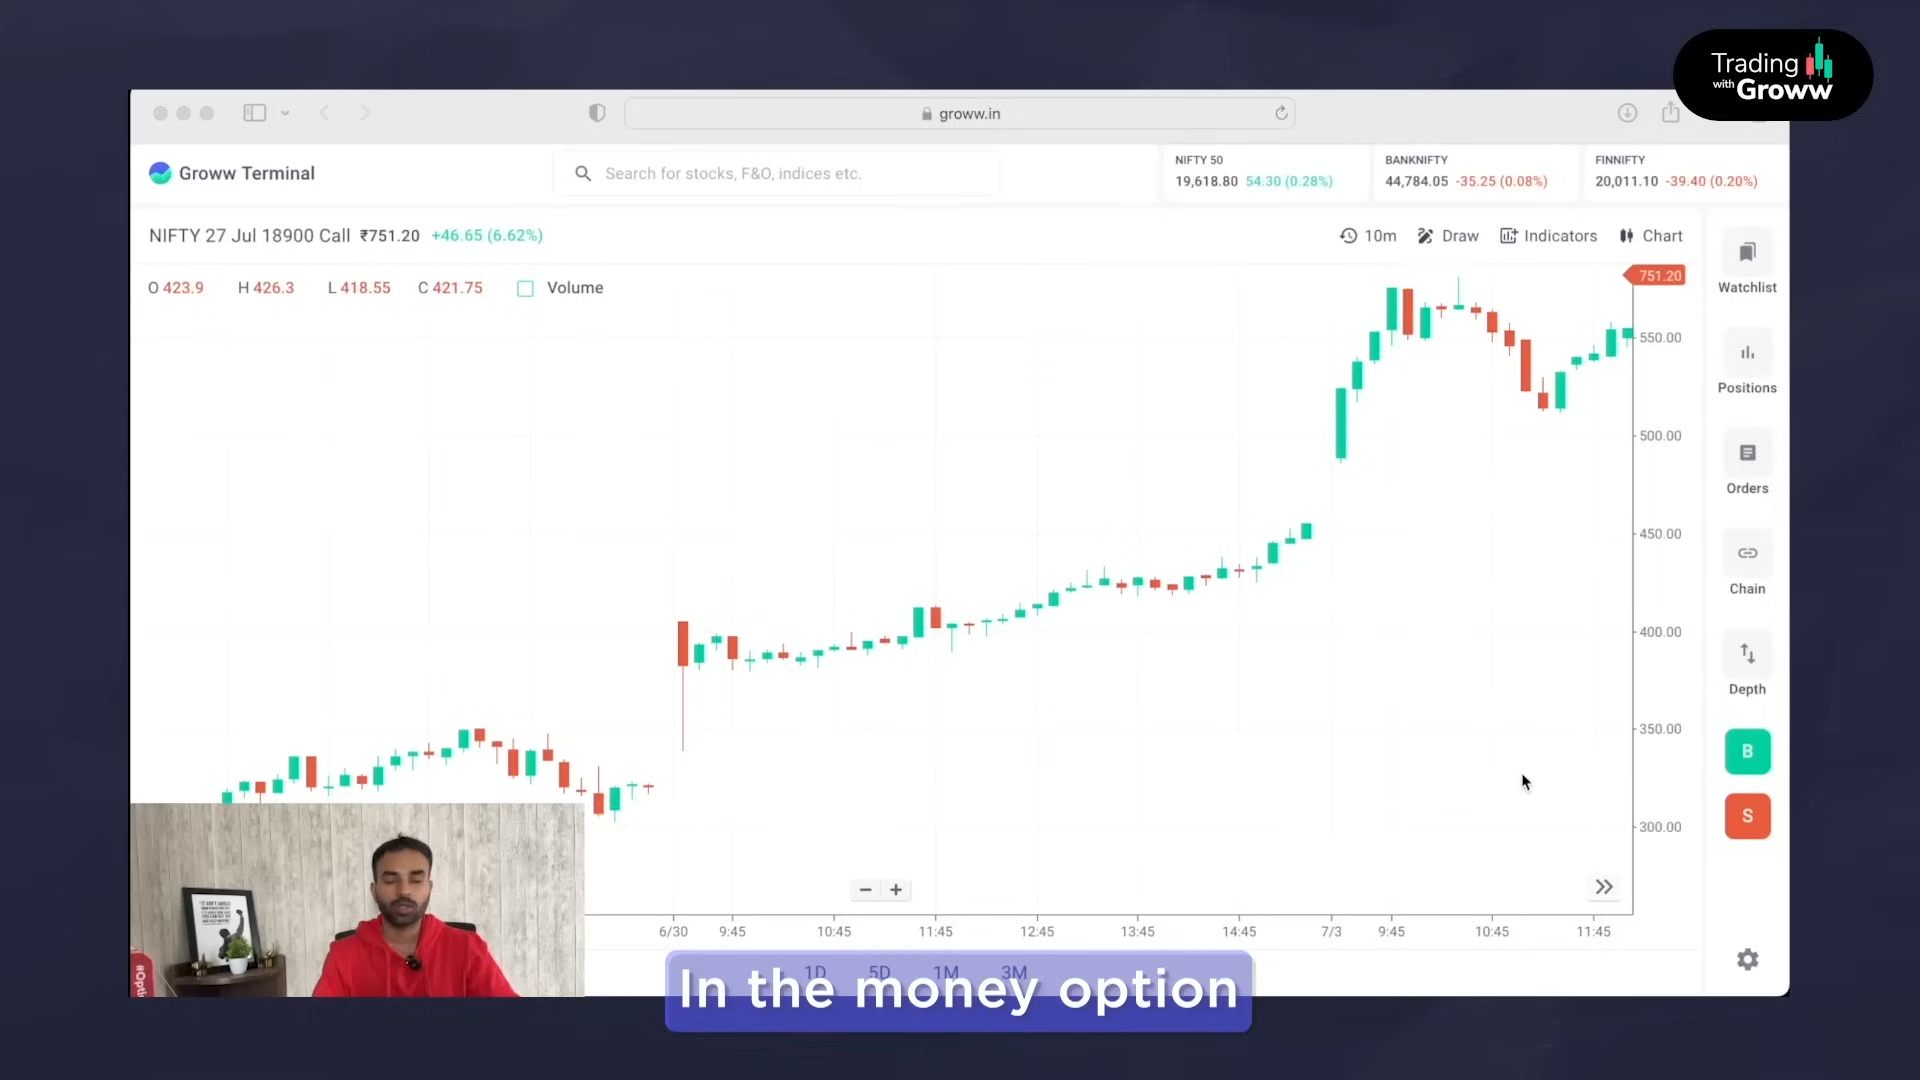 Trading
with Groww
groww.in
Groww Terminal
Search for stocks, F&O, indices etc.
NIFTY 50
19,618.80 54.30 (0.28%)
BANKNIFTY
44,784.05 -35.25 (0.08%)
FINNIFTY
20,011.10 -39.40 (0.20%)
NIFTY 27 Jul 18900 Call ₹751.20 +46.65 (6.62%)
10m Draw Indicators Chart
O 423.9 H 426.3 L 418.55 C 421.75 Volume
751.20
550.00
500.00
450.00
400.00
350.00
300.00
Watchlist
Positions
Orders
Chain
Depth
B
S
6/30 9:45 10:45 11:45 12:45 13:45 14:45 7/3 9:45 10:45 11:45
1D 5D 1M 3M
In the money option